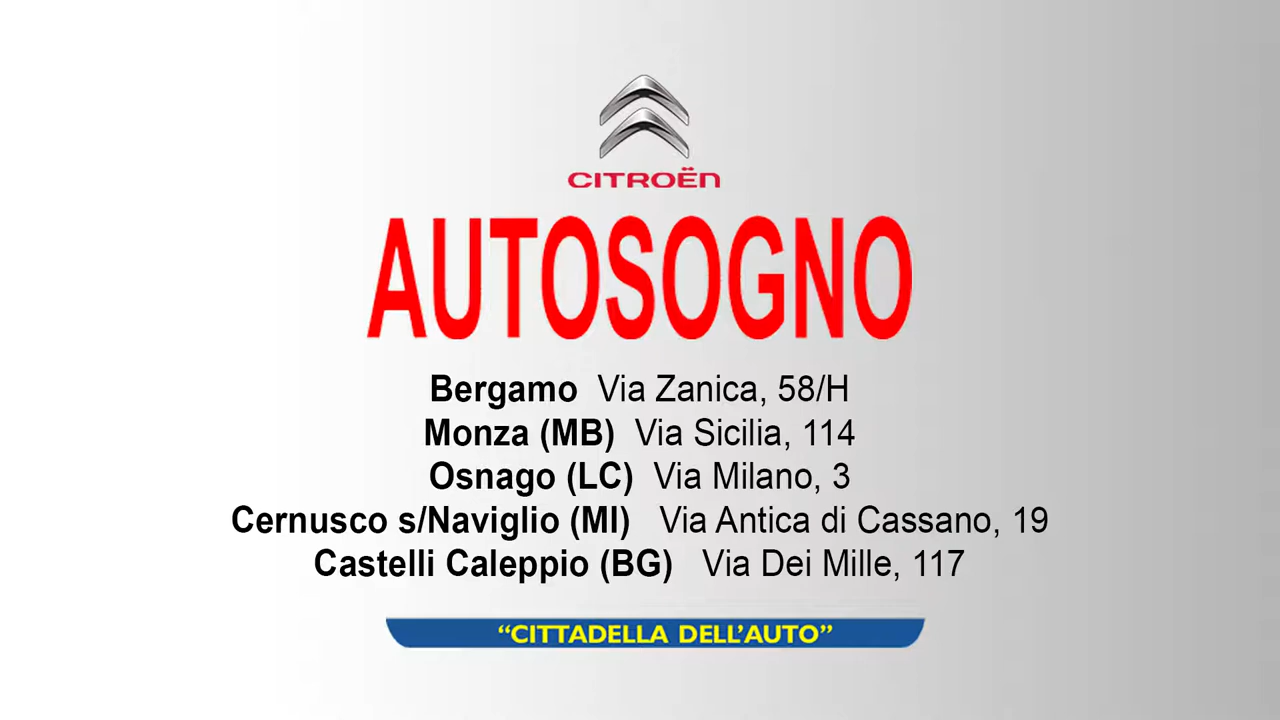 CITROËN
AUTOSOGNO
Bergamo Via Zanica, 58/H
Monza (MB) Via Sicilia, 114
Osnago (LC) Via Milano, 3
Cernusco s/Naviglio (MI) Via Antica di Cassano, 19
Castelli Caleppio (BG) Via Dei Mille, 117
“CITTADELLA DELL’AUTO”